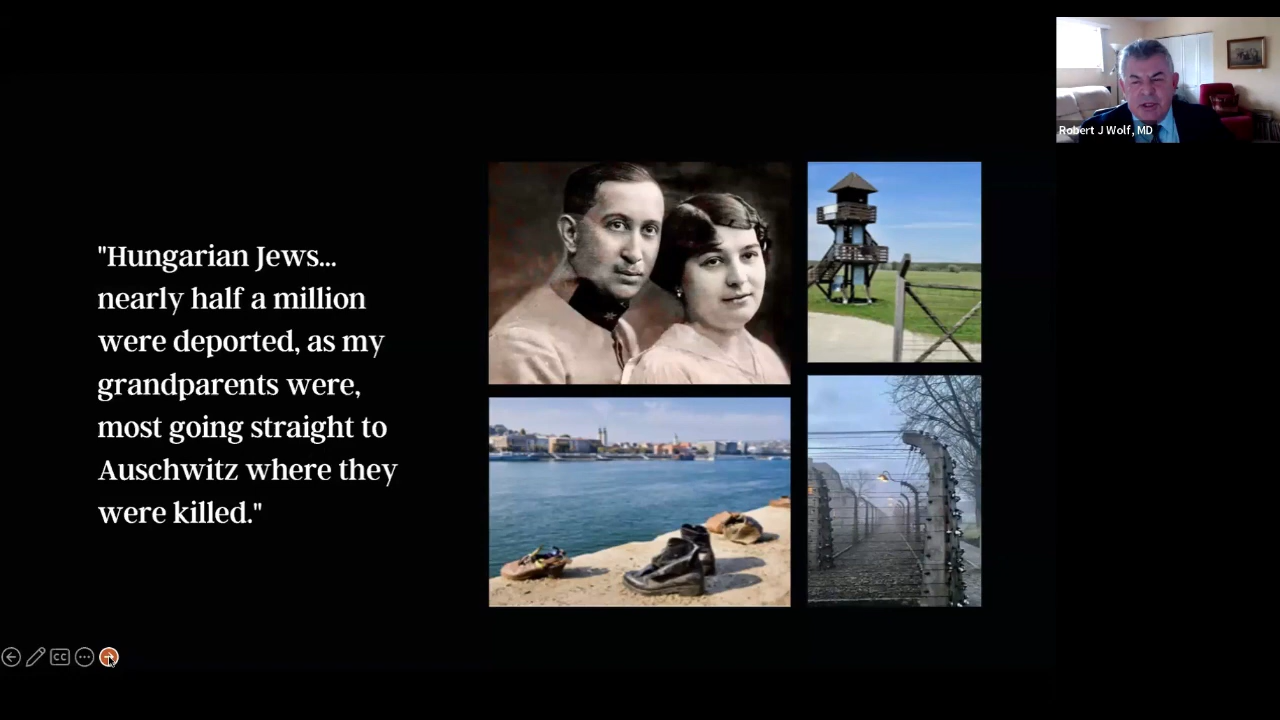 "Hungarian Jews...
nearly half a million
were deported, as my
grandparents were,
most going straight to
Auschwitz where they
were killed."
Robert J Wolf, MD
CC